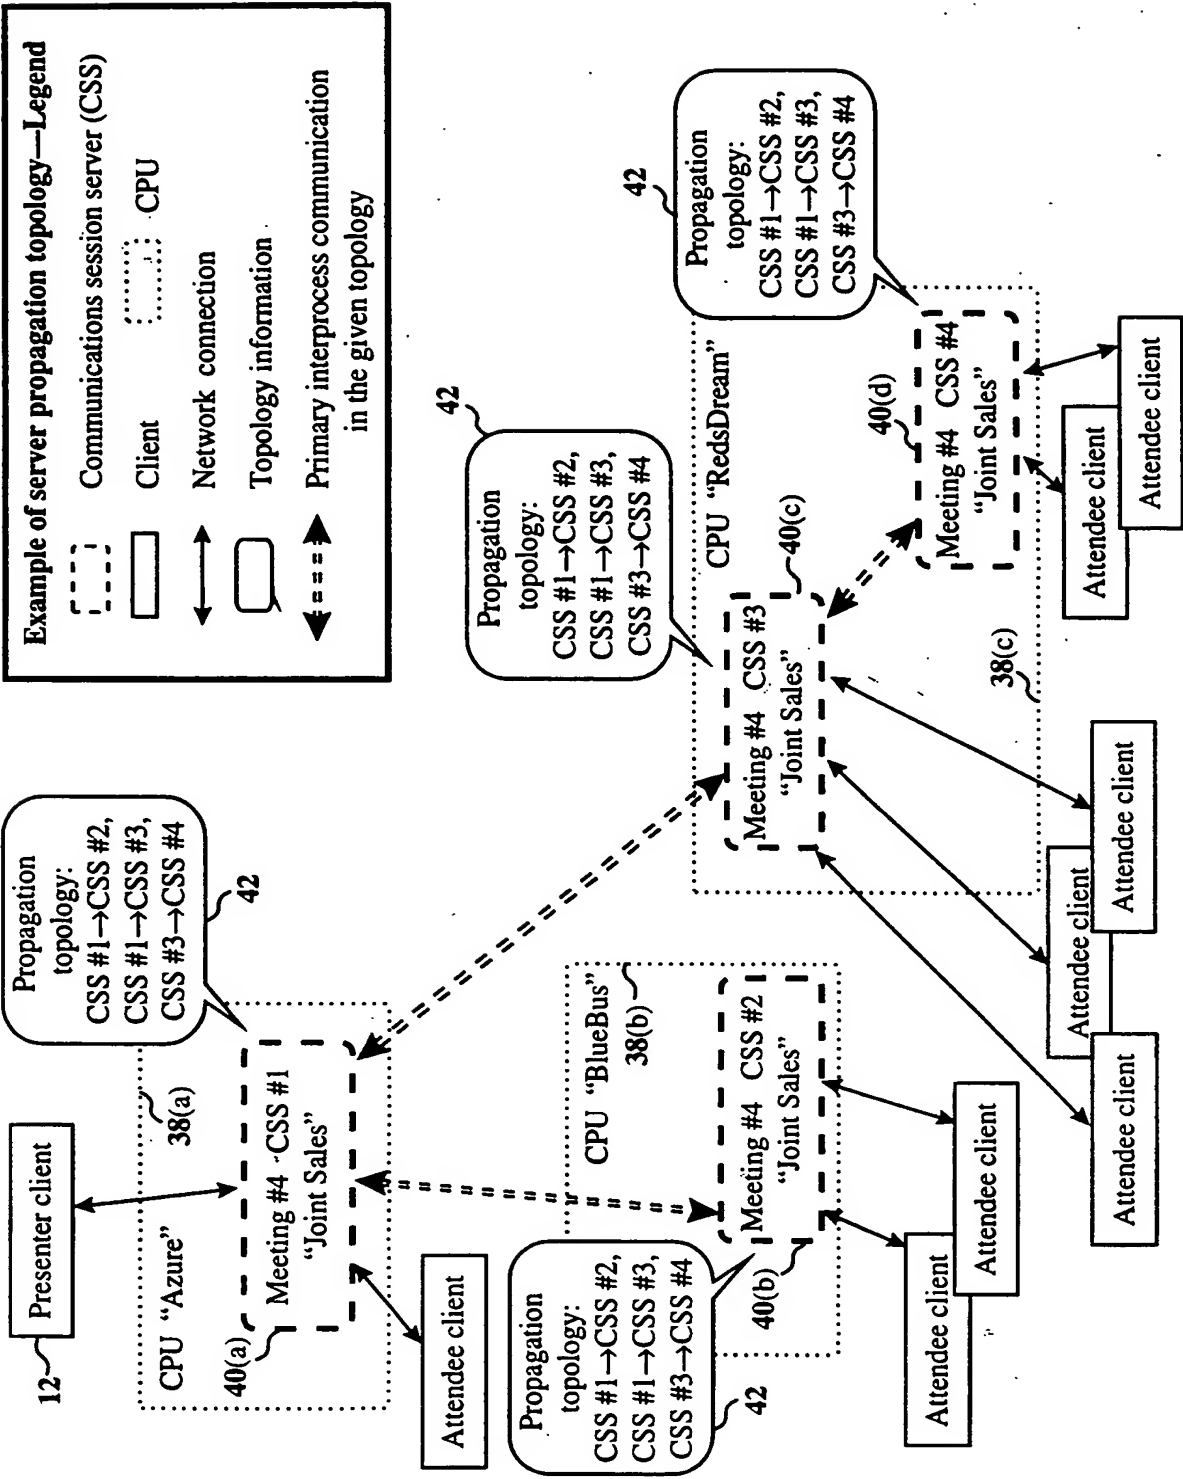 Example of server propagation topology—Legend
Communications session server (CSS)
Client
CPU
Network connection
Topology information
Primary interprocess communication
in the given topology
12
Presenter client
38(a)
CPU "Azure"
40(a)
Meeting #4 CSS #1
"Joint Sales"
Propagation
topology:
CSS #1→CSS #2,
CSS #1→CSS #3,
CSS #3→CSS #4
42
Attendee client
Propagation
topology:
CSS #1→CSS #2,
CSS #1→CSS #3,
CSS #3→CSS #4
42
CPU "BlueBus"
38(b)
40(b)
Meeting #4 CSS #2
"Joint Sales"
Attendee client
Attendee client
Propagation
topology:
CSS #1→CSS #2,
CSS #1→CSS #3,
CSS #3→CSS #4
42
CPU "RedsDream"
Meeting #4 CSS #3
"Joint Sales"
40(c)
38(c)
Attendee client
Attendee client
Attendee client
Propagation
topology:
CSS #1→CSS #2,
CSS #1→CSS #3,
CSS #3→CSS #4
42
40(d)
Meeting #4 CSS #4
"Joint Sales"
Attendee client
Attendee client